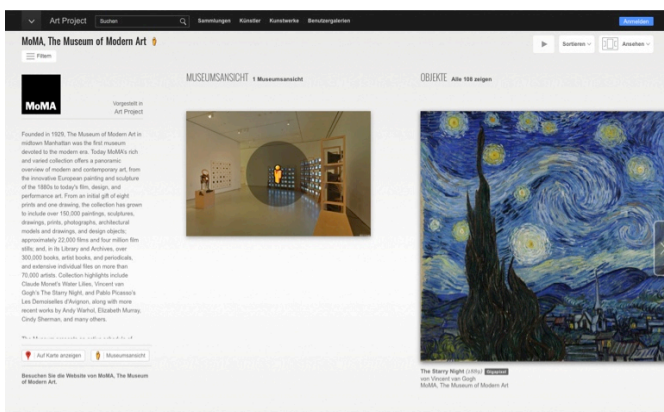 Art Project
Suchen
Sammlungen Künstler Kunstwerke Benutzergalerien
Anmelden
MoMA, The Museum of Modern Art
Filtern
Sortieren
Ansehen
MoMA
Vorgestellt in
Art Project
Founded in 1929, The Museum of Modern Art in
midtown Manhattan was the first museum
devoted to the modern era. Today MoMA's rich
and varied collection offers a panoramic
overview of modern and contemporary art, from
the innovative European painting and sculpture
of the 1880s to today's film, design, and
performance art. From an initial gift of eight
prints and one drawing, the collection has grown
to include over 150,000 paintings, sculptures,
drawings, prints, photographs, architectural
models and drawings, and design objects;
approximately 22,000 films and four million film
stills; and, in its Library and Archives, over
300,000 books, artist books, and periodicals,
and extensive individual files on more than
70,000 artists. Collection highlights include
Claude Monet's Water Lilies, Vincent van
Gogh's The Starry Night, and Pablo Picasso's
Les Demoiselles d'Avignon, along with more
recent works by Andy Warhol, Elizabeth Murray,
Cindy Sherman, and many others.
Auf Karte anzeigen
Museumsansicht
Besuchen Sie die Website von MoMA, The Museum
of Modern Art.
MUSEUMSANSICHT 1 Museumsansicht
OBJEKTE Alle 108 zeigen
The Starry Night
Gigapixel
von Vincent van Gogh
MoMA, The Museum of Modern Art